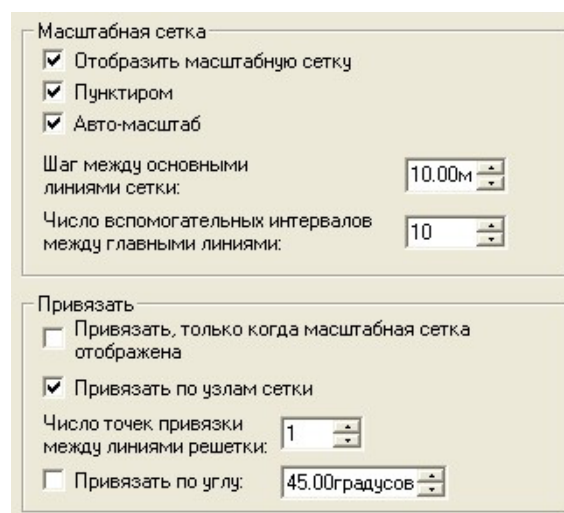 Масштабная сетка
Отобразить масштабную сетку
Пунктиром
Авто-масштаб
Шаг между основными
линиями сетки:
10.00м
Число вспомогательных интервалов
между главными линиями:
10
Привязать
Привязать, только когда масштабная сетка
отображена
Привязать по узлам сетки
Число точек привязки
между линиями решетки:
1
Привязать по углу:
45.00градусов